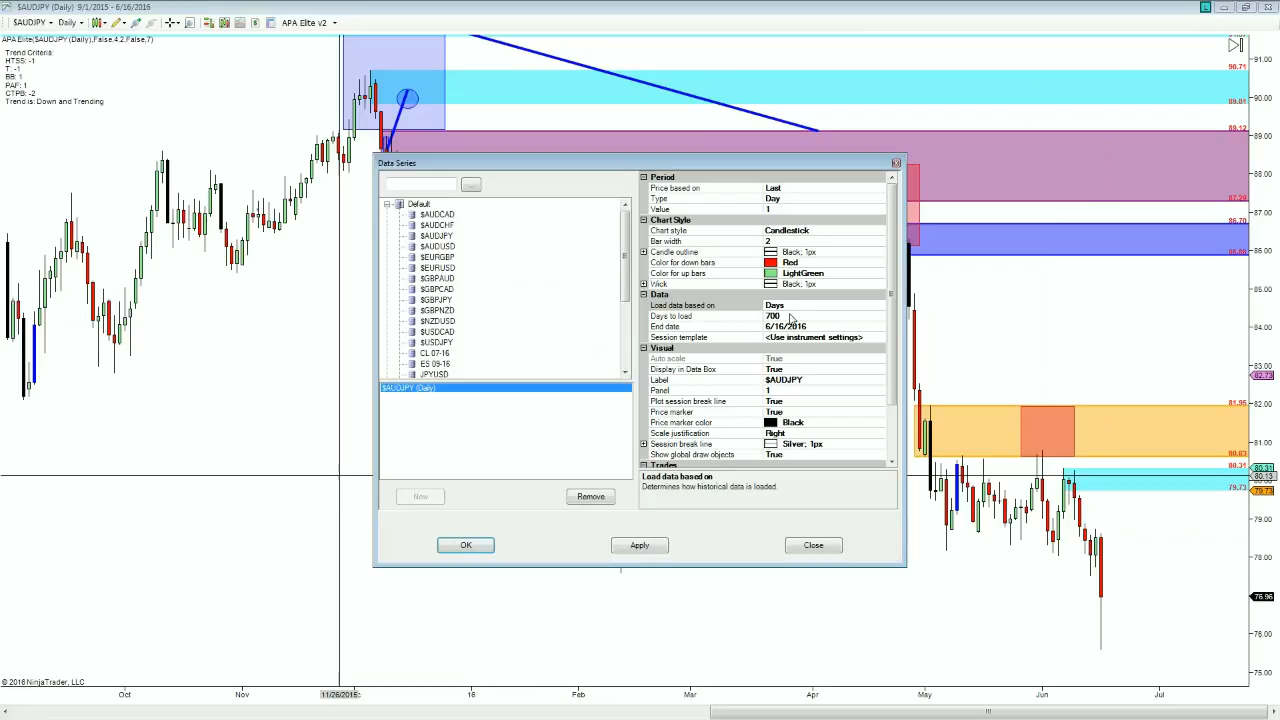 $AUDJPY (Daily) 9/1/2015 - 6/16/2016
$AUDJPY Daily APA Elite v2
APA Elite($AUDJPY (Daily),False,4,2,False,7)
Trend Criteria:
HTSS: -1
T: -1
BB: 1
PAF: 1
CTPB: -2
Trend is: Down and Trending
90.71
89.81
89.12
87.29
86.70
81.95
80.63
80.31
79.73
91.00
90.00
89.00
88.00
87.00
86.00
85.00
84.00
83.00
82.73
82.00
81.00
80.31
80.13
79.73
79.00
78.00
76.96
76.00
75.00
Data Series
...
Default
$AUDCAD
$AUDCHF
$AUDJPY
$AUDUSD
$EURGBP
$EURUSD
$GBPAUD
$GBPCAD
$GBPJPY
$GBPNZD
$NZDUSD
$USDCAD
$USDJPY
CL 07-16
ES 09-16
JPYUSD
$AUDJPY (Daily)
New
Remove
Period
Price based on Last
Type Day
Value 1
Chart Style
Chart style Candlestick
Bar width 2
Candle outline Black; 1px
Color for down bars Red
Color for up bars LightGreen
Wick Black; 1px
Data
Load data based on Days
Days to load 700
End date 6/16/2016
Session template <Use instrument settings>
Visual
Auto scale True
Display in Data Box True
Label $AUDJPY
Panel 1
Plot session break line True
Price marker True
Price marker color Black
Scale justification Right
Session break line Silver; 1px
Show global draw objects True
Trades
Load data based on
Determines how historical data is loaded.
OK
Apply
Close
© 2016 NinjaTrader, LLC
Oct Nov 11/26/2015 16 Feb Mar Apr May Jun Jul